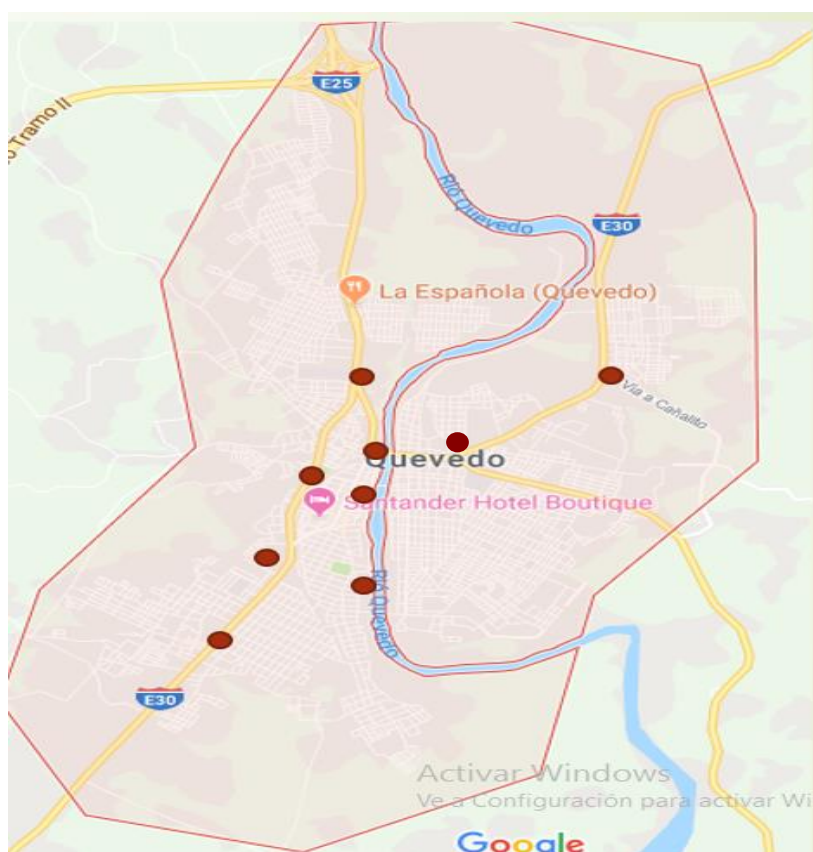 E25
o Tramo II
Río Quevedo
E30
La Española (Quevedo)
Vía a Cañalito
Quevedo
Santander Hotel Boutique
Río Quevedo
E30
Activar Windows
Ve a Configuración para activar Wi
Google